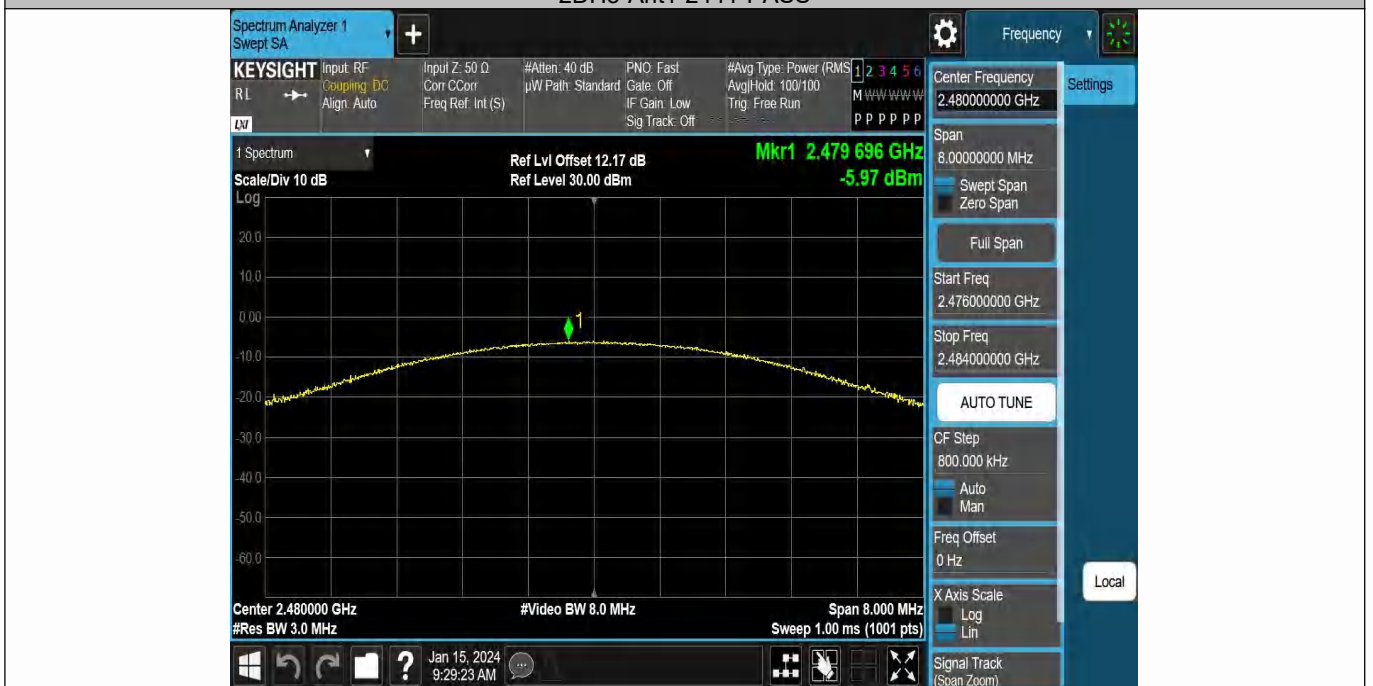 Spectrum Analyzer 1
Swept SA
+
Frequency
KEYSIGHT
RL
LXI
Input: RF
Coupling: DC
Align: Auto
Input Z: 50 Ω
Corr CCorr
Freq Ref: Int (S)
#Atten: 40 dB
µW Path: Standard
PNO: Fast
Gate: Off
IF Gain: Low
Sig Track: Off
#Avg Type: Power (RMS
Avg|Hold: 100/100
Trig: Free Run
1 2 3 4 5 6
M W W W W W
P P P P P P
1 Spectrum
Scale/Div 10 dB
Ref Lvl Offset 12.17 dB
Ref Level 30.00 dBm
Mkr1 2.479 696 GHz
-5.97 dBm
Log
20.0
10.0
0.00
-10.0
-20.0
-30.0
-40.0
-50.0
-60.0
1
Center 2.480000 GHz
#Res BW 3.0 MHz
#Video BW 8.0 MHz
Span 8.000 MHz
Sweep 1.00 ms (1001 pts)
Center Frequency
2.480000000 GHz
Settings
Span
8.00000000 MHz
Swept Span
Zero Span
Full Span
Start Freq
2.476000000 GHz
Stop Freq
2.484000000 GHz
AUTO TUNE
CF Step
800.000 kHz
Auto
Man
Freq Offset
0 Hz
X Axis Scale
Log
Lin
Local
Signal Track
(Span Zoom)
?
Jan 15, 2024
9:29:23 AM